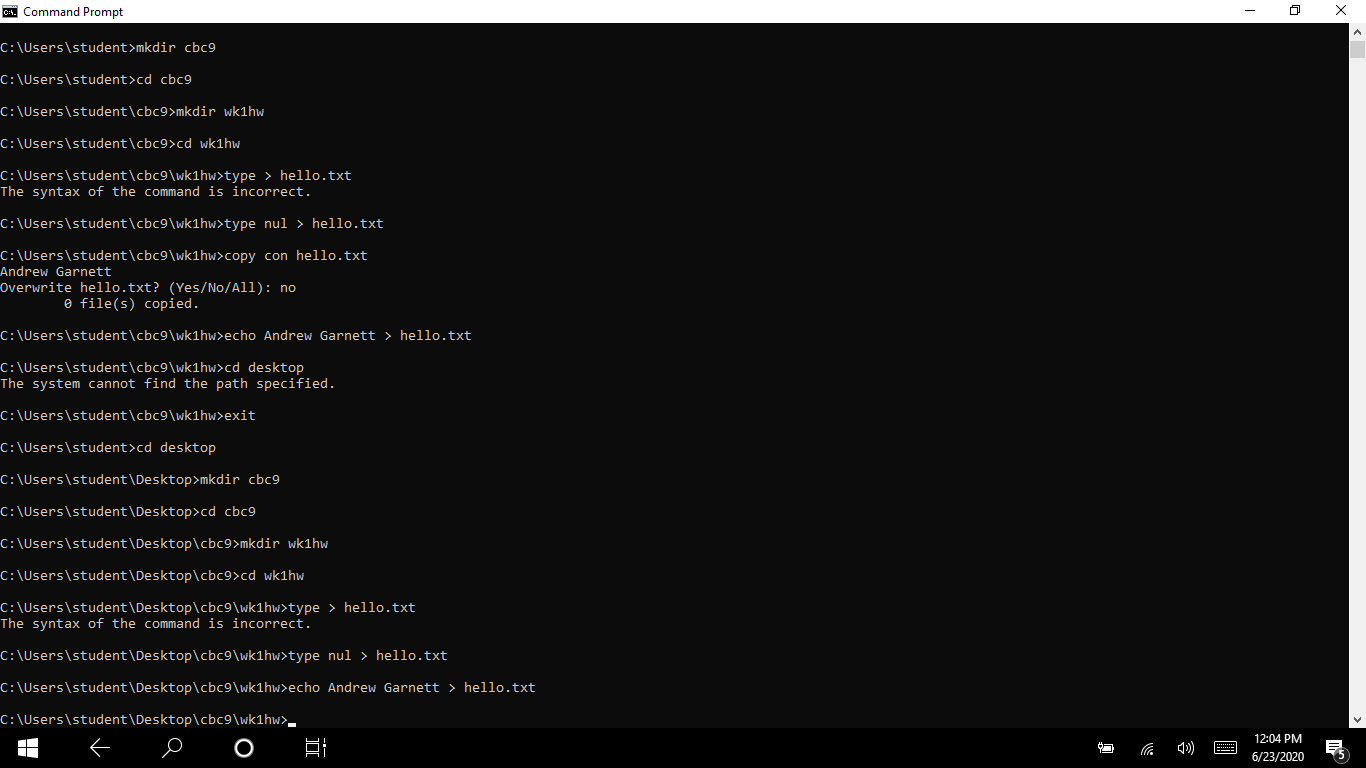 Command Prompt
C:\Users\student>mkdir cbc9
C:\Users\student>cd cbc9
C:\Users\student\cbc9>mkdir wk1hw
C:\Users\student\cbc9>cd wk1hw
C:\Users\student\cbc9\wk1hw>type > hello.txt
The syntax of the command is incorrect.
C:\Users\student\cbc9\wk1hw>type nul > hello.txt
C:\Users\student\cbc9\wk1hw>copy con hello.txt
Andrew Garnett
Overwrite hello.txt? (Yes/No/All): no
        0 file(s) copied.
C:\Users\student\cbc9\wk1hw>echo Andrew Garnett > hello.txt
C:\Users\student\cbc9\wk1hw>cd desktop
The system cannot find the path specified.
C:\Users\student\cbc9\wk1hw>exit
C:\Users\student>cd desktop
C:\Users\student\Desktop>mkdir cbc9
C:\Users\student\Desktop>cd cbc9
C:\Users\student\Desktop\cbc9>mkdir wk1hw
C:\Users\student\Desktop\cbc9>cd wk1hw
C:\Users\student\Desktop\cbc9\wk1hw>type > hello.txt
The syntax of the command is incorrect.
C:\Users\student\Desktop\cbc9\wk1hw>type nul > hello.txt
C:\Users\student\Desktop\cbc9\wk1hw>echo Andrew Garnett > hello.txt
C:\Users\student\Desktop\cbc9\wk1hw>
12:04 PM
6/23/2020
5